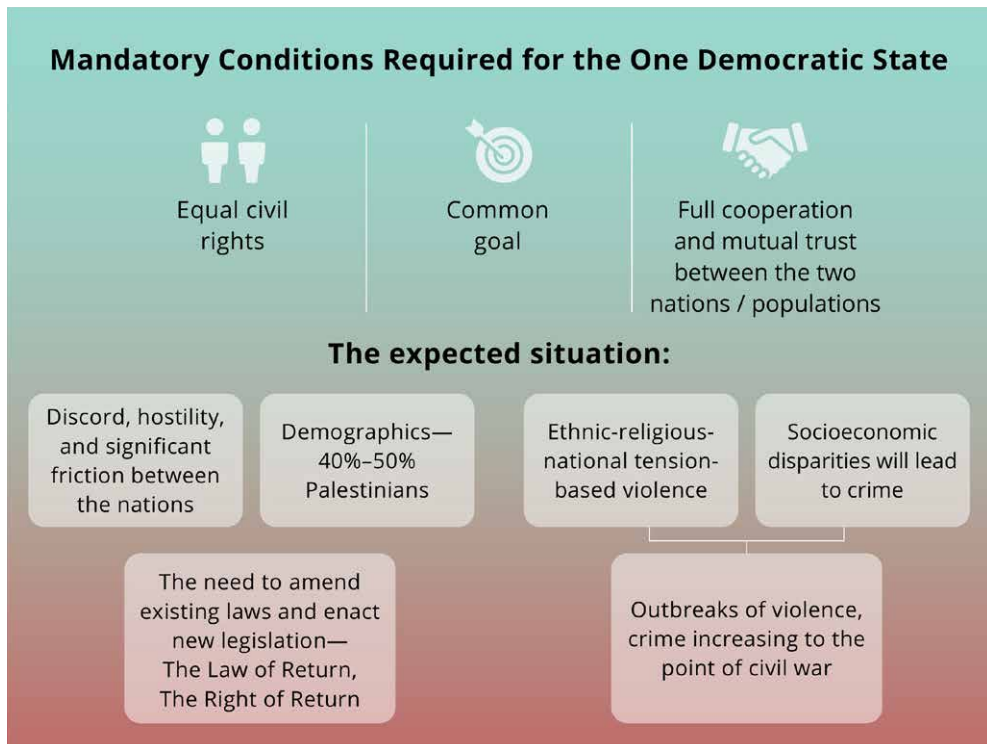 Mandatory Conditions Required for the One Democratic State
Equal civil
rights
Common
goal
Full cooperation
and mutual trust
between the two
nations / populations
The expected situation:
Discord, hostility,
and significant
friction between
the nations
Demographics—
40%–50%
Palestinians
Ethnic-religious-
national tension-
based violence
Socioeconomic
disparities will lead
to crime
The need to amend
existing laws and enact
new legislation—
The Law of Return,
The Right of Return
Outbreaks of violence,
crime increasing to the
point of civil war